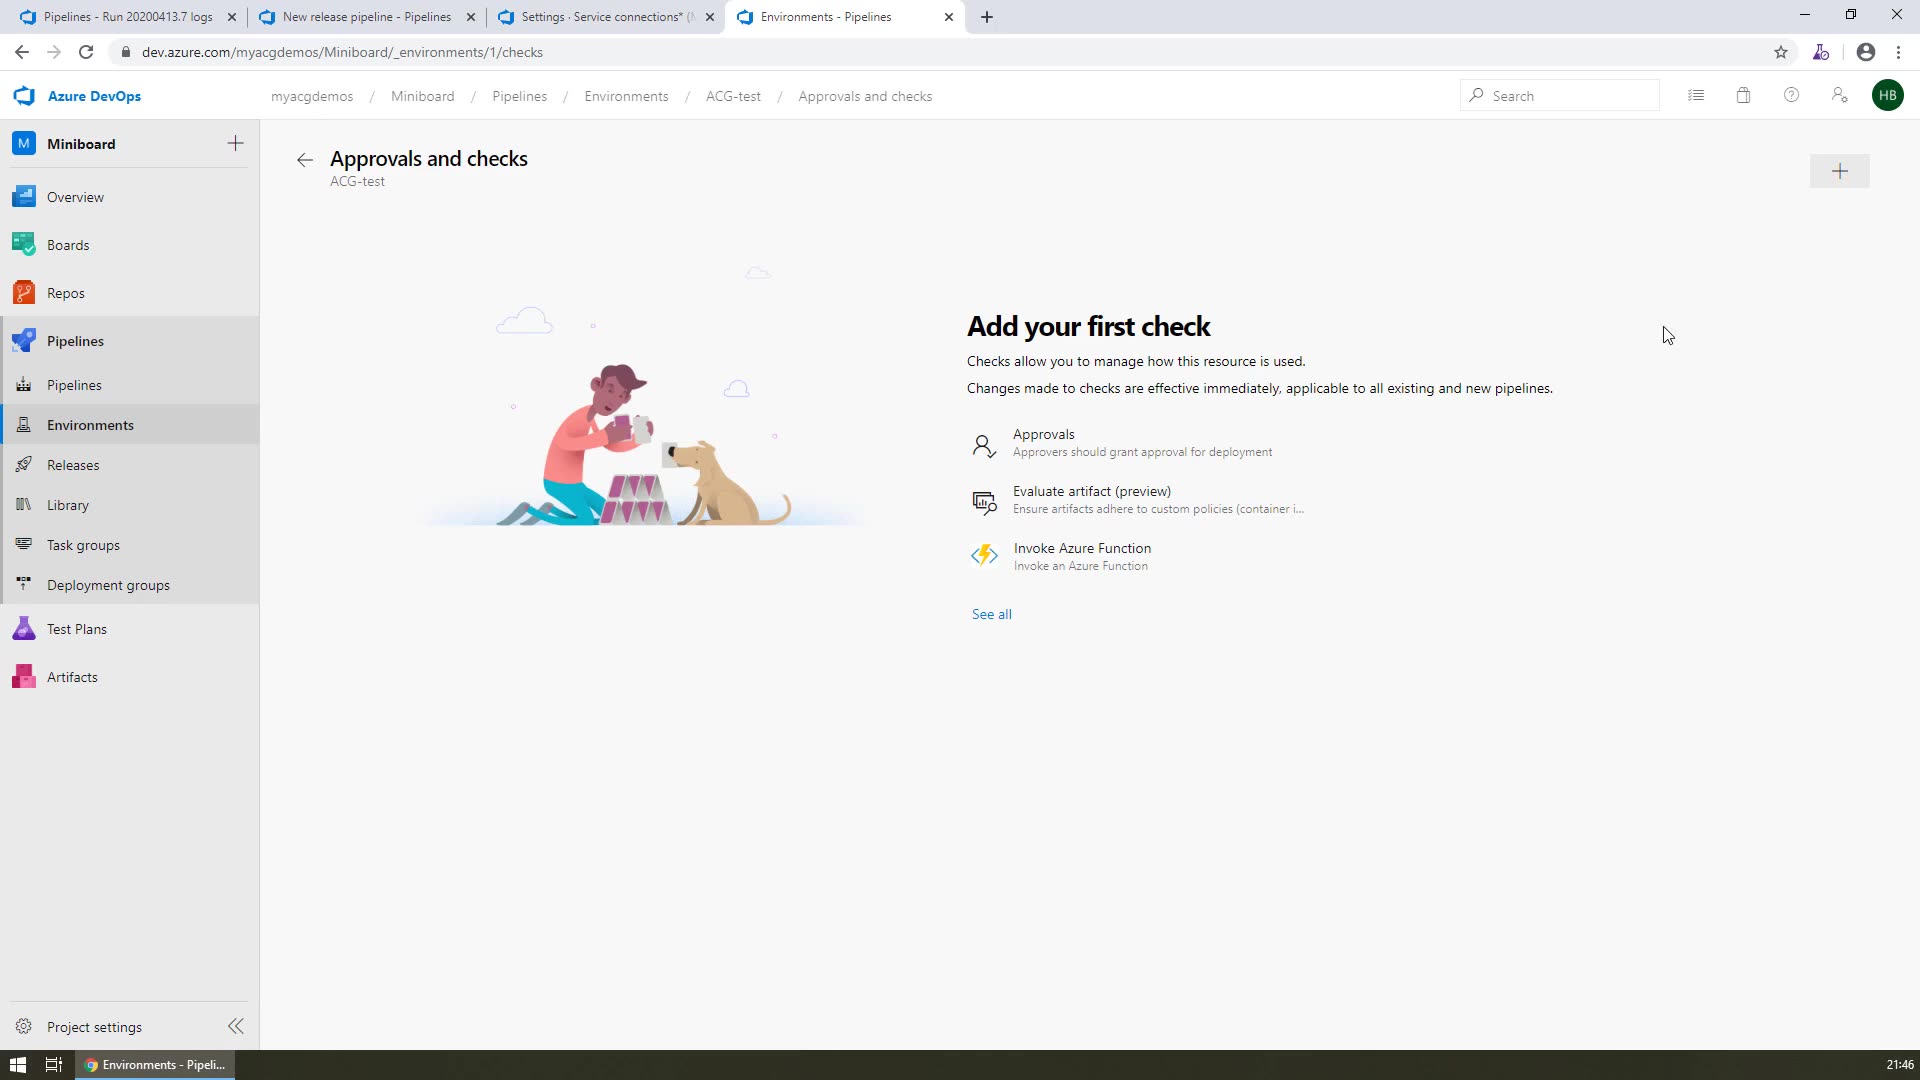 Pipelines - Run 20200413.7 logs
New release pipeline - Pipelines
Settings · Service connections* (
Environments - Pipelines
dev.azure.com/myacgdemos/Miniboard/_environments/1/checks
Azure DevOps
myacgdemos / Miniboard / Pipelines / Environments / ACG-test / Approvals and checks
Search
HB
M Miniboard
Overview
Boards
Repos
Pipelines
Pipelines
Environments
Releases
Library
Task groups
Deployment groups
Test Plans
Artifacts
Project settings
Approvals and checks
ACG-test
Add your first check
Checks allow you to manage how this resource is used.
Changes made to checks are effective immediately, applicable to all existing and new pipelines.
Approvals
Approvers should grant approval for deployment
Evaluate artifact (preview)
Ensure artifacts adhere to custom policies (container i...
Invoke Azure Function
Invoke an Azure Function
See all
Environments - Pipeli...
21:46